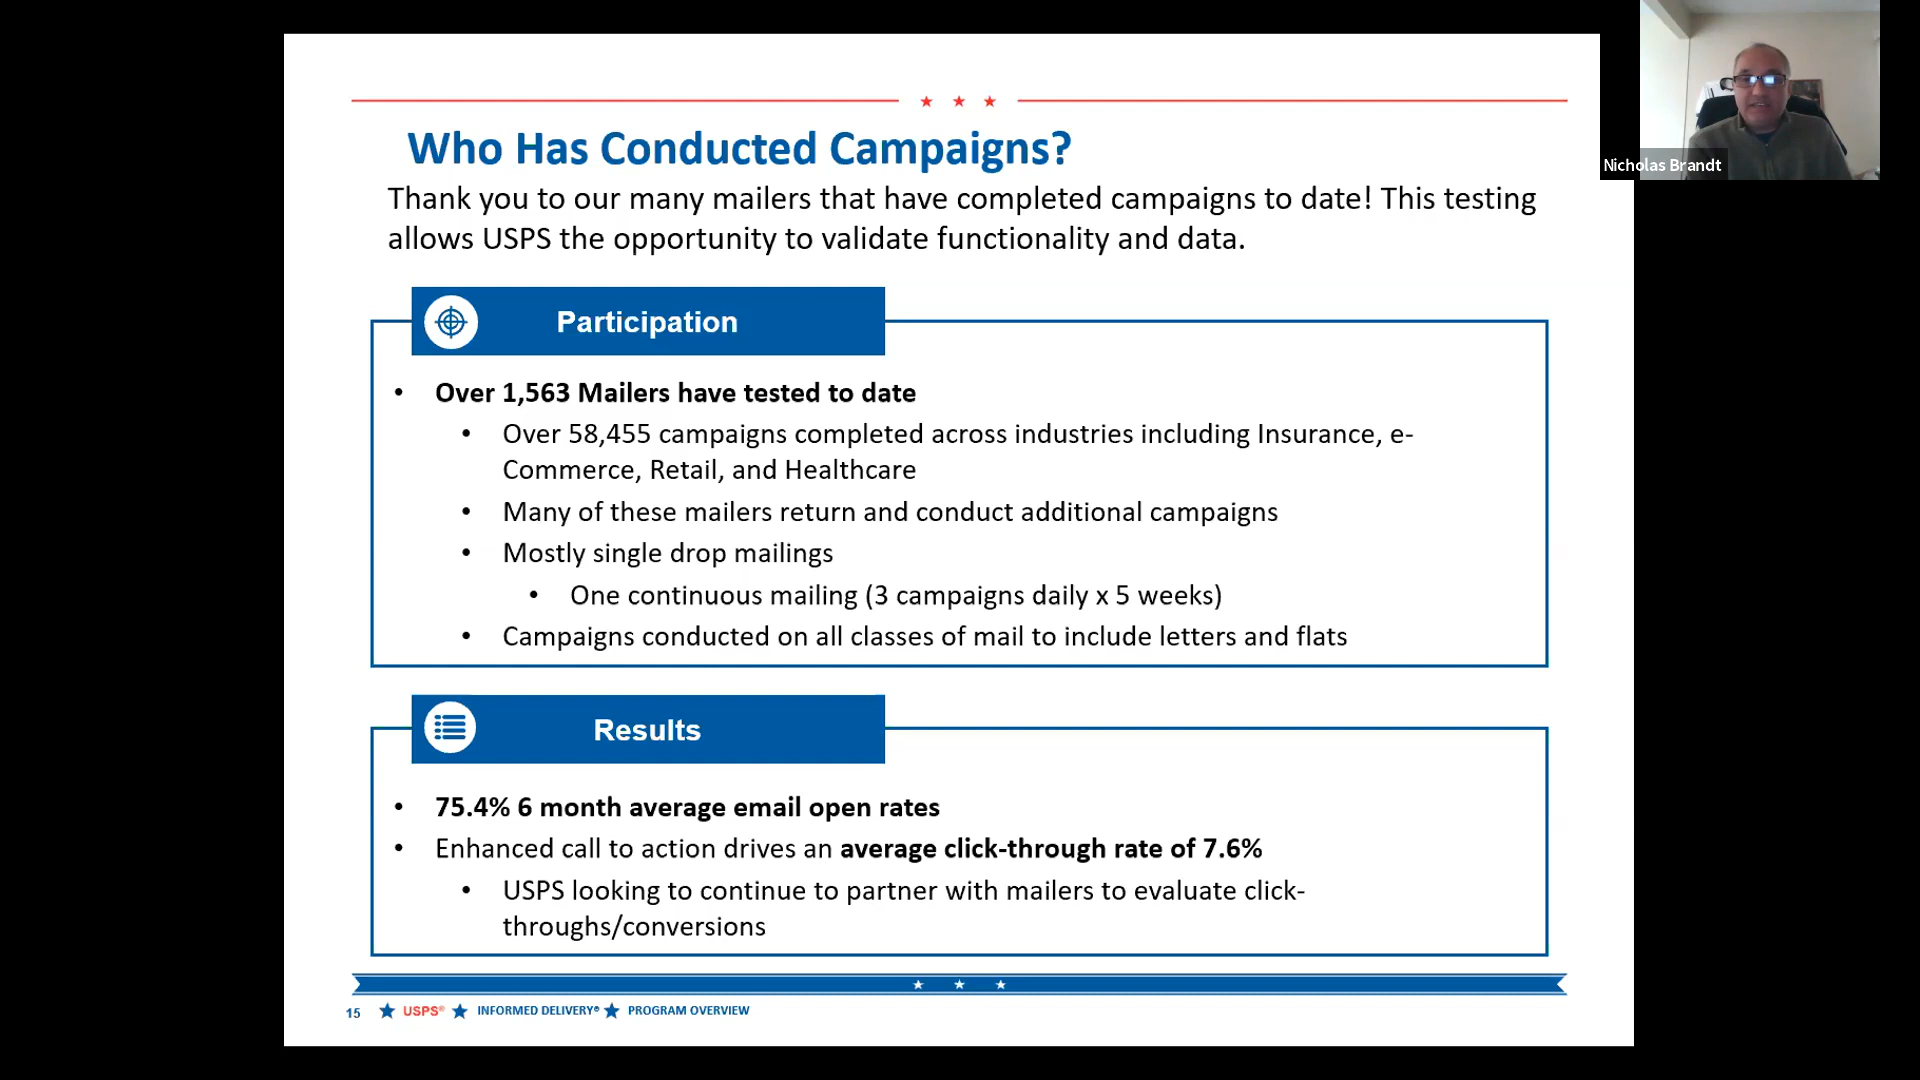 Who Has Conducted Campaigns?
Thank you to our many mailers that have completed campaigns to date! This testing
allows USPS the opportunity to validate functionality and data.
Participation
• Over 1,563 Mailers have tested to date
• Over 58,455 campaigns completed across industries including Insurance, e-
Commerce, Retail, and Healthcare
• Many of these mailers return and conduct additional campaigns
• Mostly single drop mailings
• One continuous mailing (3 campaigns daily x 5 weeks)
• Campaigns conducted on all classes of mail to include letters and flats
Results
• 75.4% 6 month average email open rates
• Enhanced call to action drives an average click-through rate of 7.6%
• USPS looking to continue to partner with mailers to evaluate click-
throughs/conversions
15 USPS® INFORMED DELIVERY® PROGRAM OVERVIEW
Nicholas Brandt